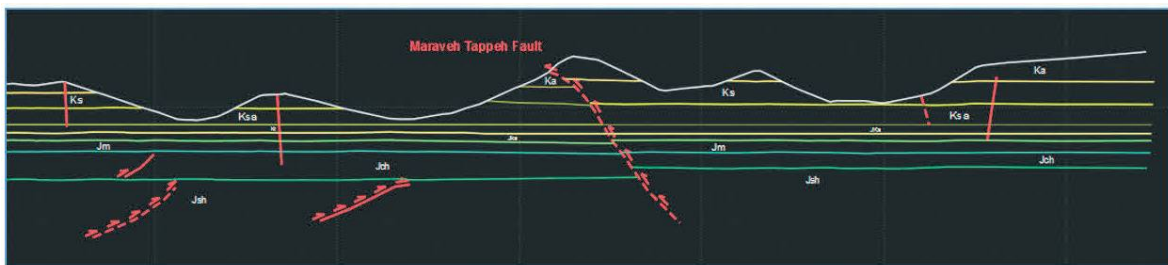 Maraveh Tappeh Fault
Ka
Ka
Ks
Ks
Ksa
Ksa
Jm
Jm
Jch
Jch
Jsh
Jsh